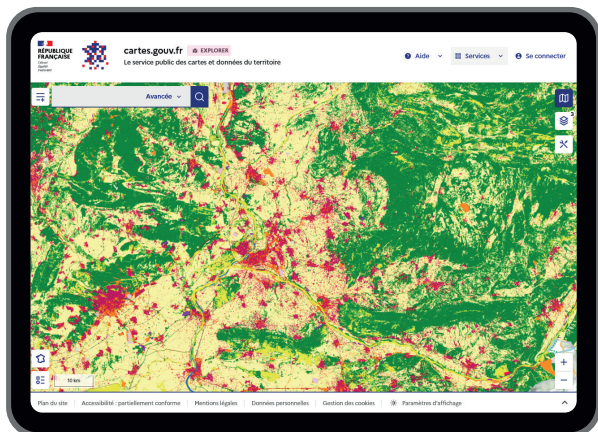 RÉPUBLIQUE
FRANÇAISE
Liberté
Égalité
Fraternité
cartes.gouv.fr
EXPLORER
Le service public des cartes et données du territoire
Aide
Services
Se connecter
Avancée
3
10 km
Plan du site
Accessibilité : partiellement conforme
Mentions légales
Données personnelles
Gestion des cookies
Paramètres d'affichage